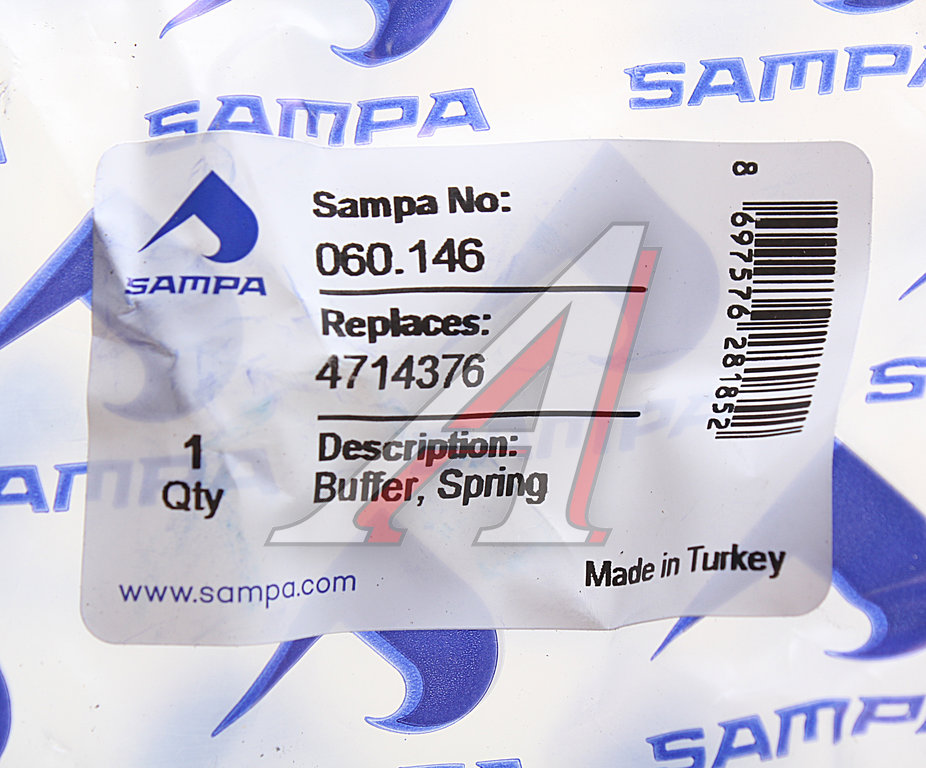 SAMPA
SAMPA
SAMPA
Sampa No:
060.146
Replaces:
4714376
Description:
Buffer, Spring
1
Qty
www.sampa.com
Made in Turkey
8 697576 281852
SAMPA